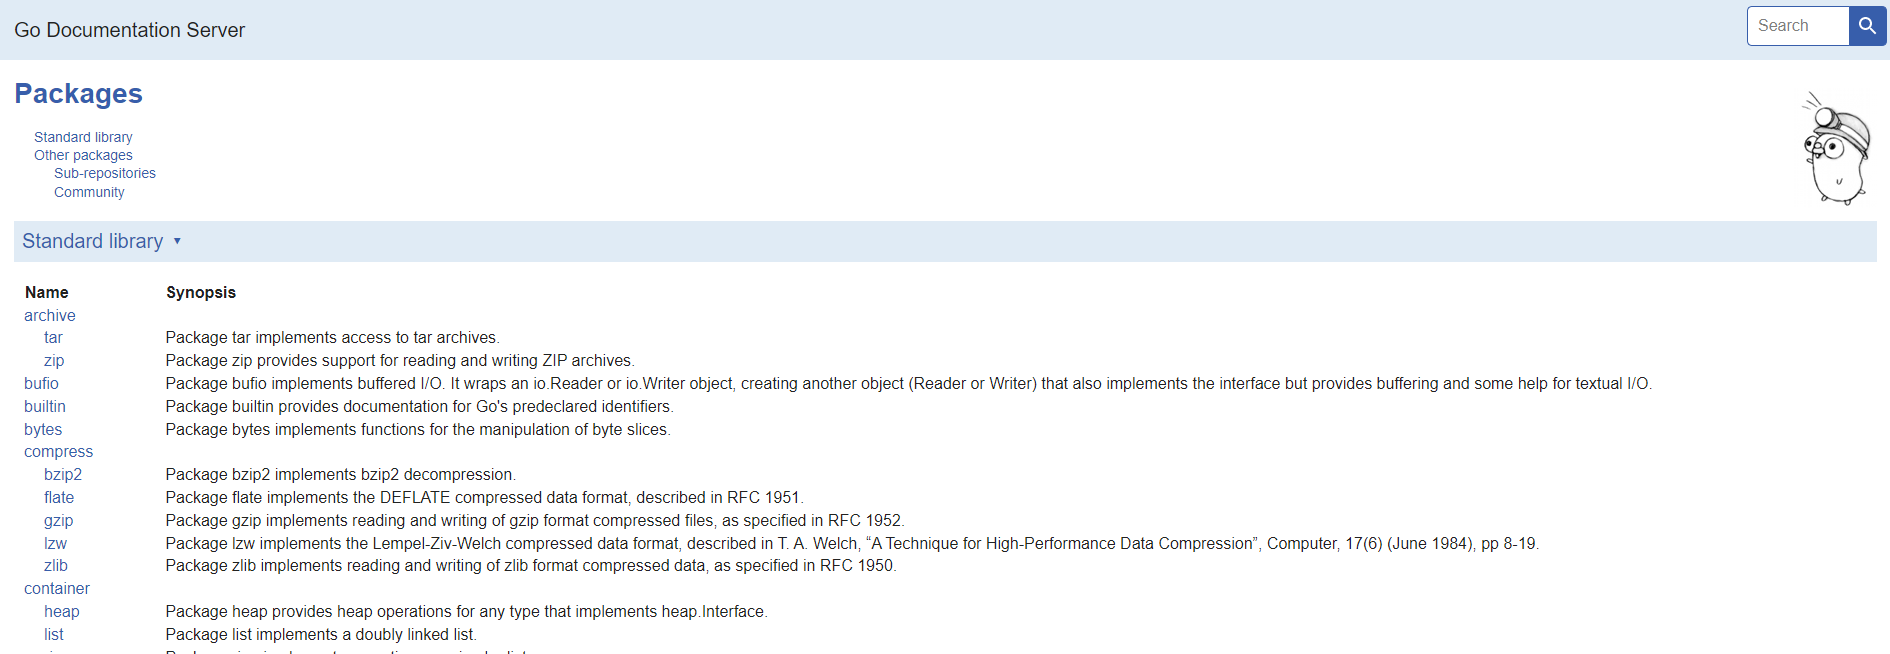 Go Documentation Server
Search
Packages
Standard library
Other packages
Sub-repositories
Community
Standard library ▾
Name Synopsis
archive
tar Package tar implements access to tar archives.
zip Package zip provides support for reading and writing ZIP archives.
bufio Package bufio implements buffered I/O. It wraps an io.Reader or io.Writer object, creating another object (Reader or Writer) that also implements the interface but provides buffering and some help for textual I/O.
builtin Package builtin provides documentation for Go's predeclared identifiers.
bytes Package bytes implements functions for the manipulation of byte slices.
compress
bzip2 Package bzip2 implements bzip2 decompression.
flate Package flate implements the DEFLATE compressed data format, described in RFC 1951.
gzip Package gzip implements reading and writing of gzip format compressed files, as specified in RFC 1952.
lzw Package lzw implements the Lempel-Ziv-Welch compressed data format, described in T. A. Welch, “A Technique for High-Performance Data Compression”, Computer, 17(6) (June 1984), pp 8-19.
zlib Package zlib implements reading and writing of zlib format compressed data, as specified in RFC 1950.
container
heap Package heap provides heap operations for any type that implements heap.Interface.
list Package list implements a doubly linked list.